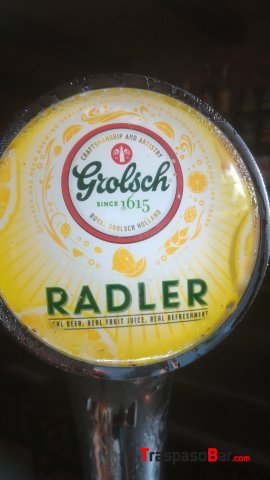 CRAFTSMANSHIP AND ARTISTRY
Grolsch
SINCE 1615
ROYAL GROLSCH HOLLAND
RADLER
REAL FRUIT JUICE, REAL REFRESHMENT
TraspasoBar.com